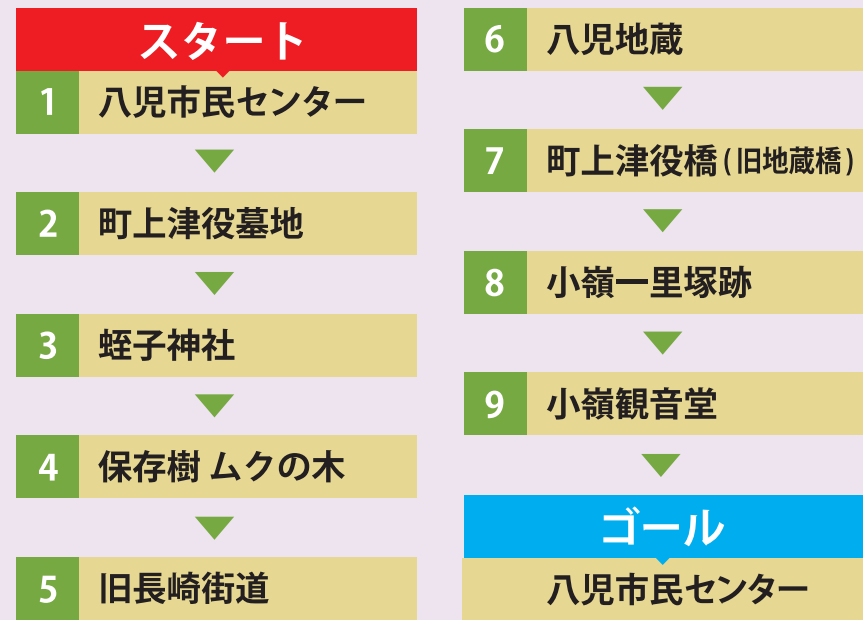 スタート
1 八児市民センター
2 町上津役墓地
3 蛭子神社
4 保存樹 ムクの木
5 旧長崎街道
6 八児地蔵
7 町上津役橋(旧地蔵橋)
8 小嶺一里塚跡
9 小嶺観音堂
ゴール
八児市民センター